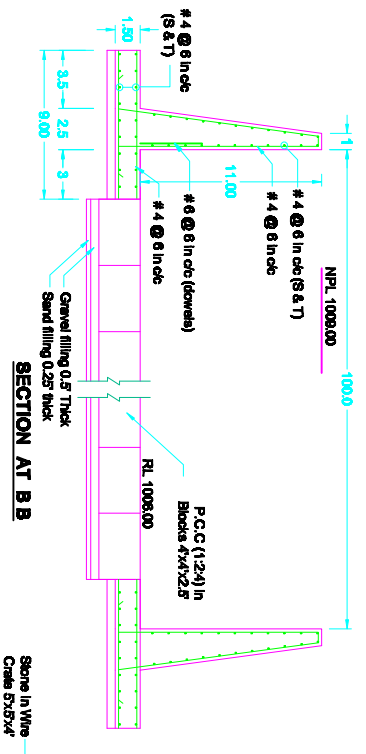 # 4 @ 6 in c/c
(S & T)
1.50
3.5
2.5
3
9.00
1
11.00
# 4 @ 6 in c/c (S & T)
# 4 @ 6 in c/c
# 6 @ 6 in c/c (dowels)
# 4 @ 6 in c/c
NPL 1009.00
100.0
Gravel filling 0.5' Thick
Sand filling 0.25' thick
RL 1006.00
P.C.C (1:2:4) in
Blocks 4'x4'x2.5'
SECTION AT B B
Stone in Wire
Crate 5'x5'x4'